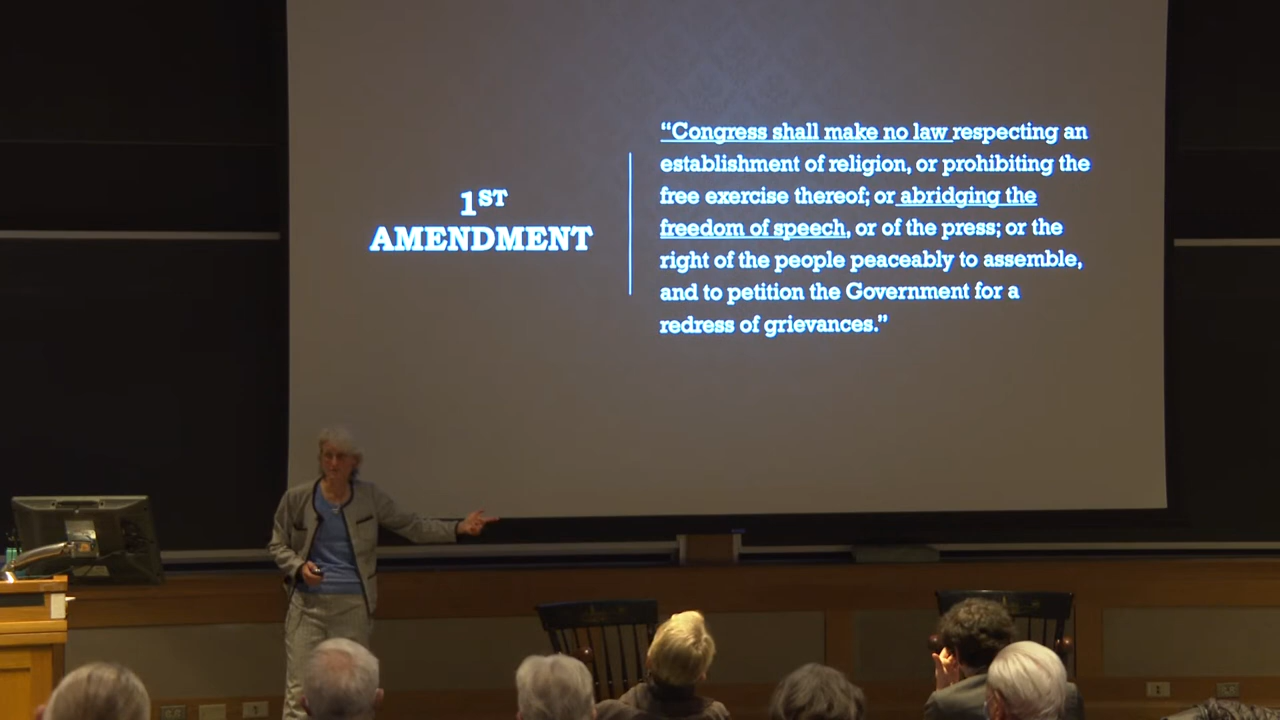 1ST
AMENDMENT
“Congress shall make no law respecting an
establishment of religion, or prohibiting the
free exercise thereof; or abridging the
freedom of speech, or of the press; or the
right of the people peaceably to assemble,
and to petition the Government for a
redress of grievances.”